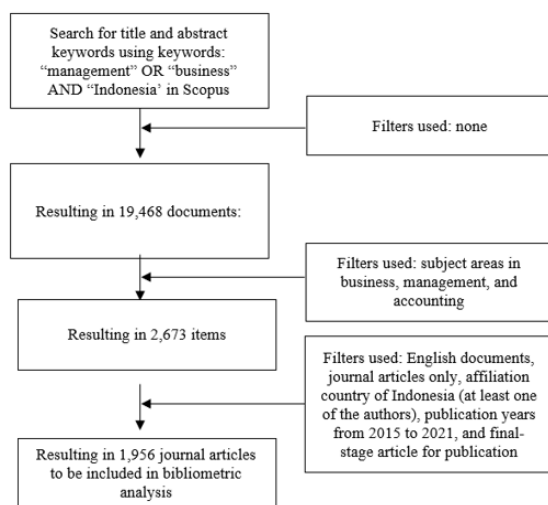 Search for title and abstract
keywords using keywords:
“management” OR “business”
AND “Indonesia’ in Scopus
Filters used: none
Resulting in 19,468 documents:
Filters used: subject areas in
business, management, and
accounting
Resulting in 2,673 items
Filters used: English documents,
journal articles only, affiliation
country of Indonesia (at least one
of the authors), publication years
from 2015 to 2021, and final-
stage article for publication
Resulting in 1,956 journal articles
to be included in bibliometric
analysis